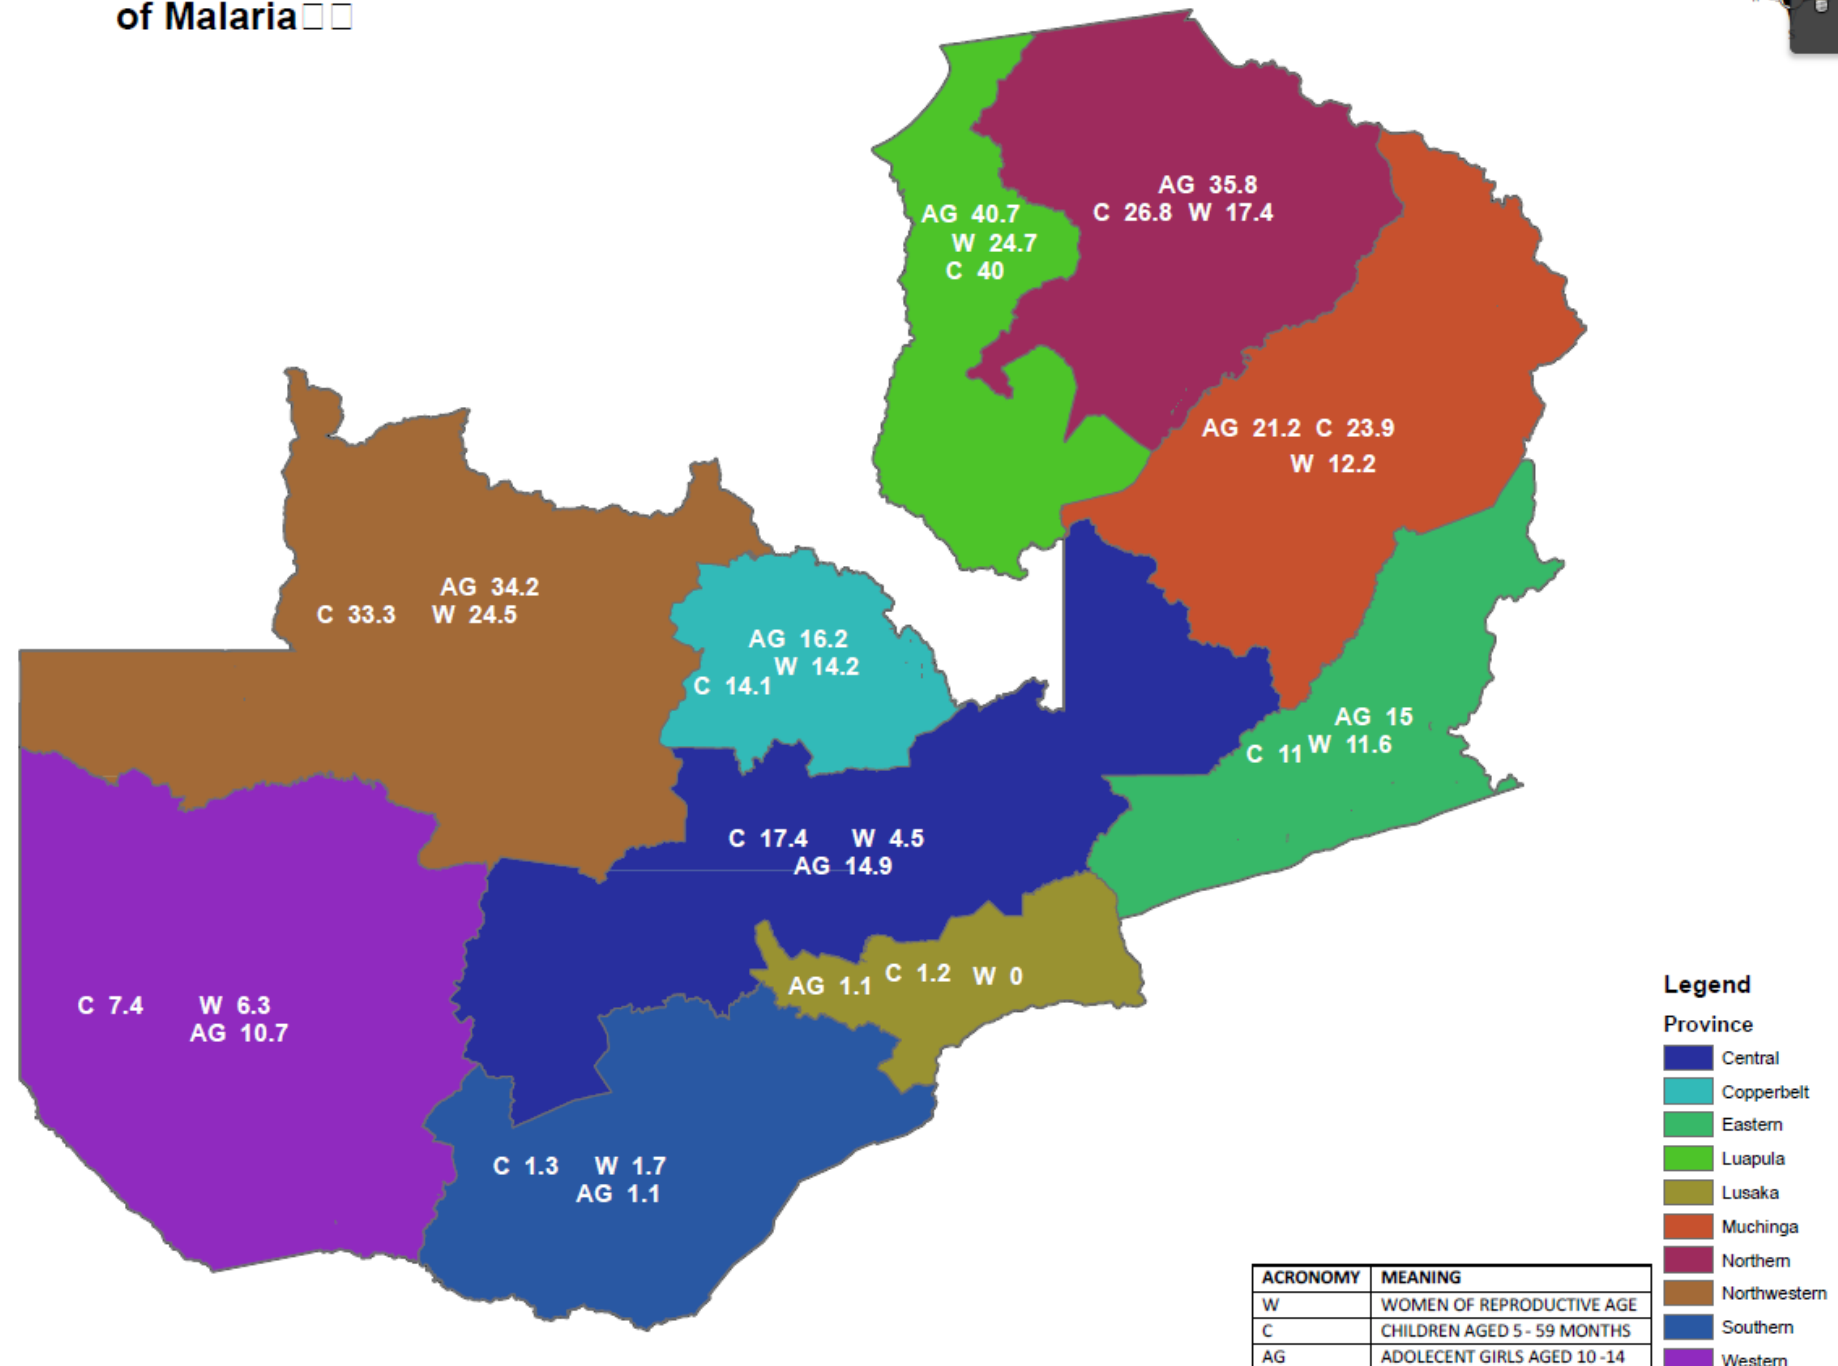 of Malaria
AG 35.8
C 26.8 W 17.4
AG 40.7
W 24.7
C 40
AG 21.2 C 23.9
W 12.2
AG 34.2
C 33.3 W 24.5
AG 16.2
W 14.2
C 14.1
AG 15
C 11 W 11.6
C 17.4 W 4.5
AG 14.9
AG 1.1 C 1.2 W 0
C 7.4 W 6.3
AG 10.7
C 1.3 W 1.7
AG 1.1
Legend
Province
Central
Copperbelt
Eastern
Luapula
Lusaka
Muchinga
Northern
Northwestern
Southern
Western
ACRONOMY MEANING
W WOMEN OF REPRODUCTIVE AGE
C CHILDREN AGED 5 - 59 MONTHS
AG ADOLECENT GIRLS AGED 10 -14